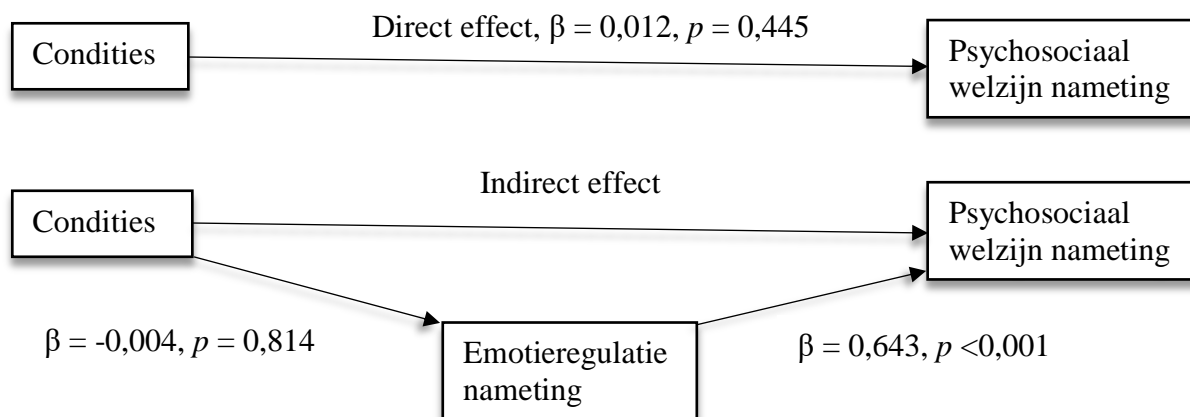 Direct effect, β = 0,012, p = 0,445
Condities
Psychosociaal
welzijn nameting
Indirect effect
Condities
Psychosociaal
welzijn nameting
β = -0,004, p = 0,814
Emotieregulatie
nameting
β = 0,643, p <0,001